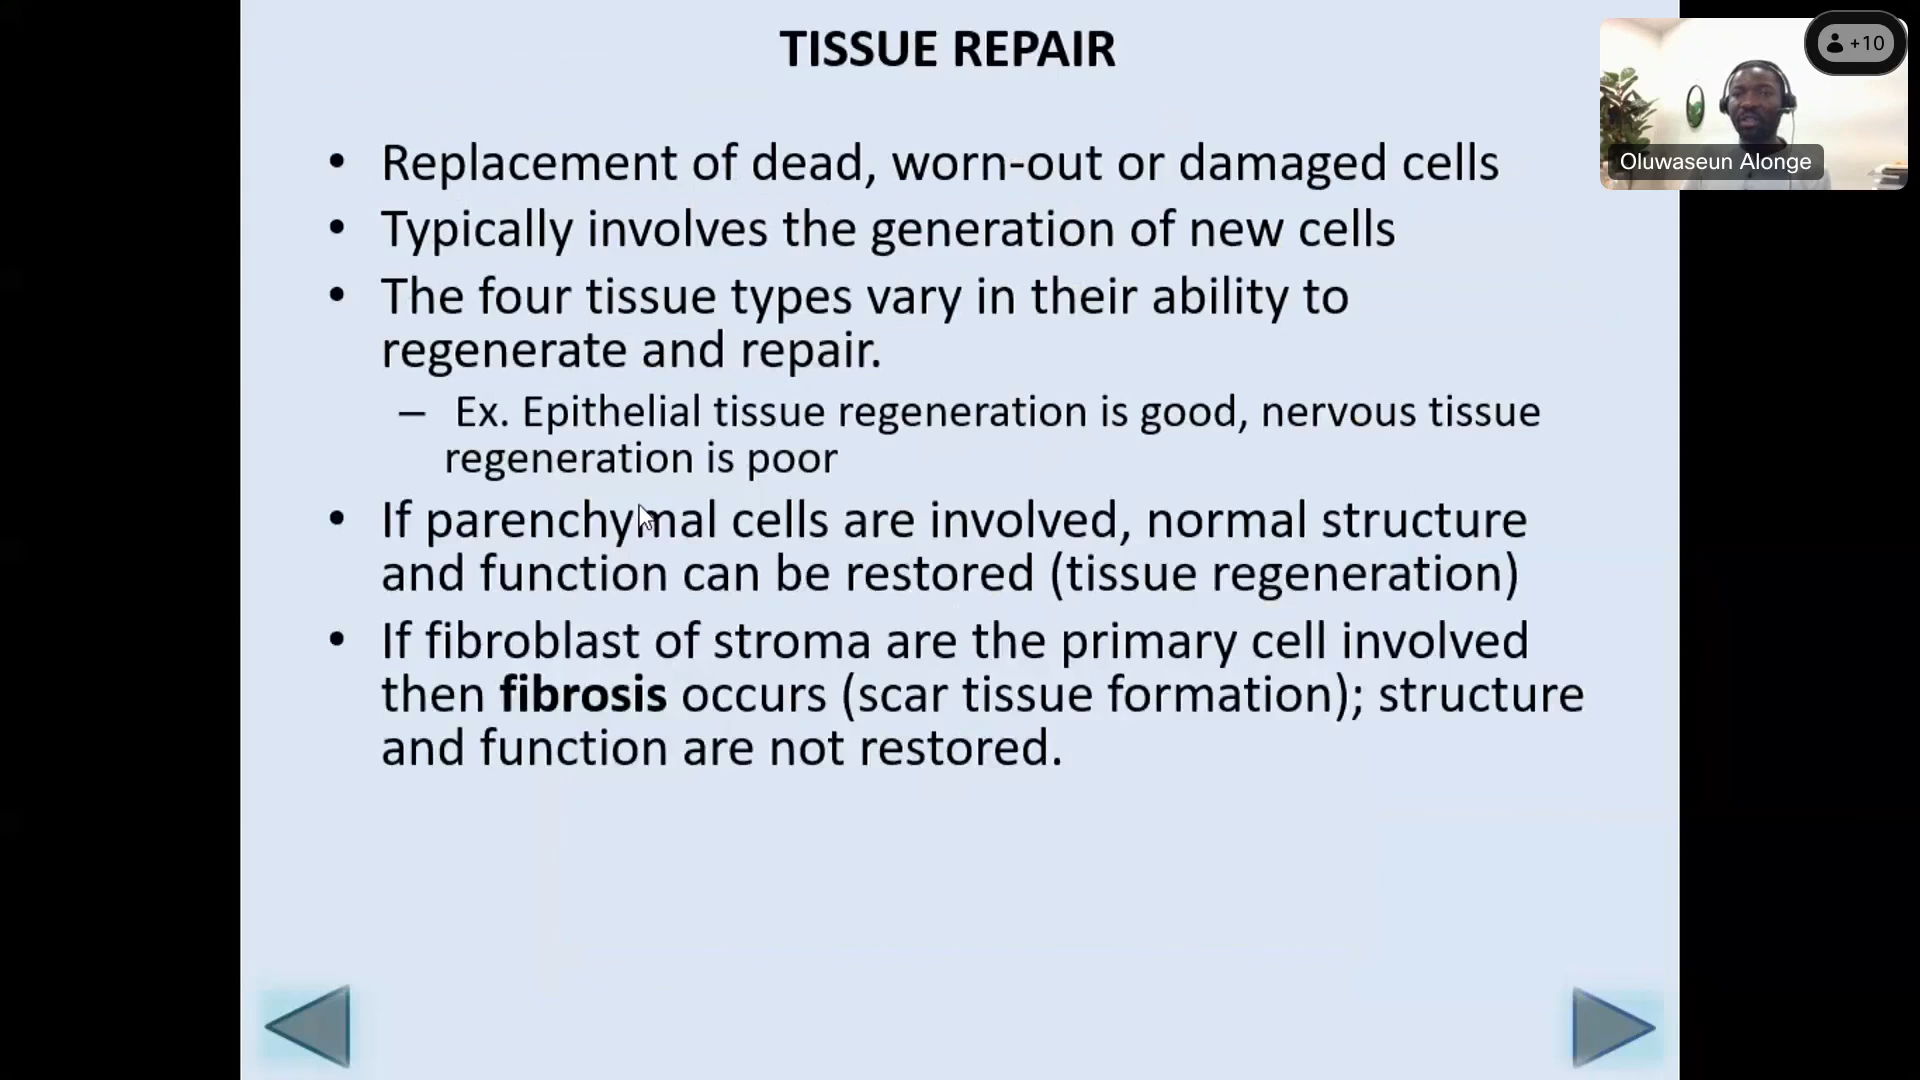 TISSUE REPAIR
+10
Oluwaseun Alonge
• Replacement of dead, worn-out or damaged cells
• Typically involves the generation of new cells
• The four tissue types vary in their ability to
regenerate and repair.
– Ex. Epithelial tissue regeneration is good, nervous tissue
regeneration is poor
• If parenchymal cells are involved, normal structure
and function can be restored (tissue regeneration)
• If fibroblast of stroma are the primary cell involved
then fibrosis occurs (scar tissue formation); structure
and function are not restored.